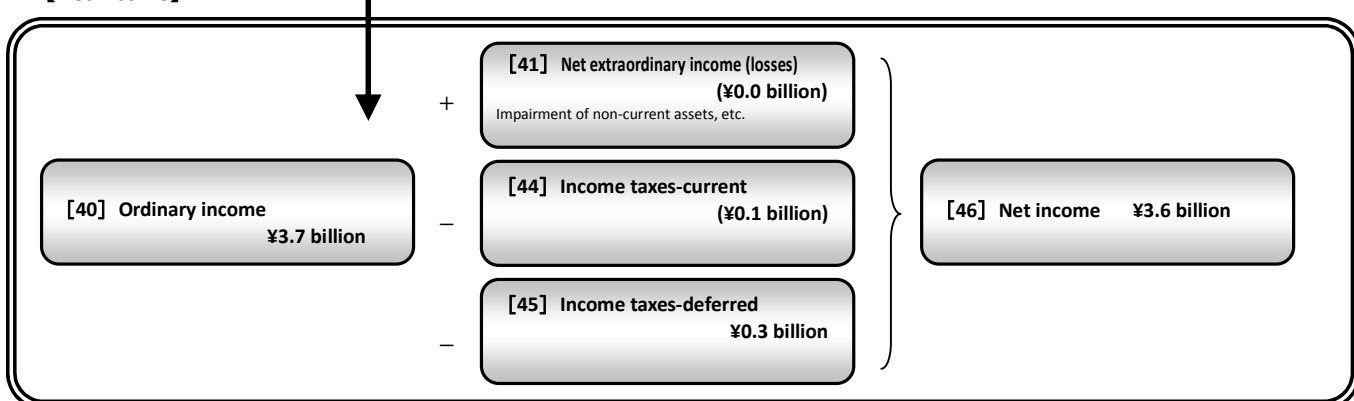 +
[41] Net extraordinary income (losses)
(¥0.0 billion)
Impairment of non-current assets, etc.
[40] Ordinary income
¥3.7 billion
−
[44] Income taxes-current
(¥0.1 billion)
[46] Net income ¥3.6 billion
−
[45] Income taxes-deferred
¥0.3 billion